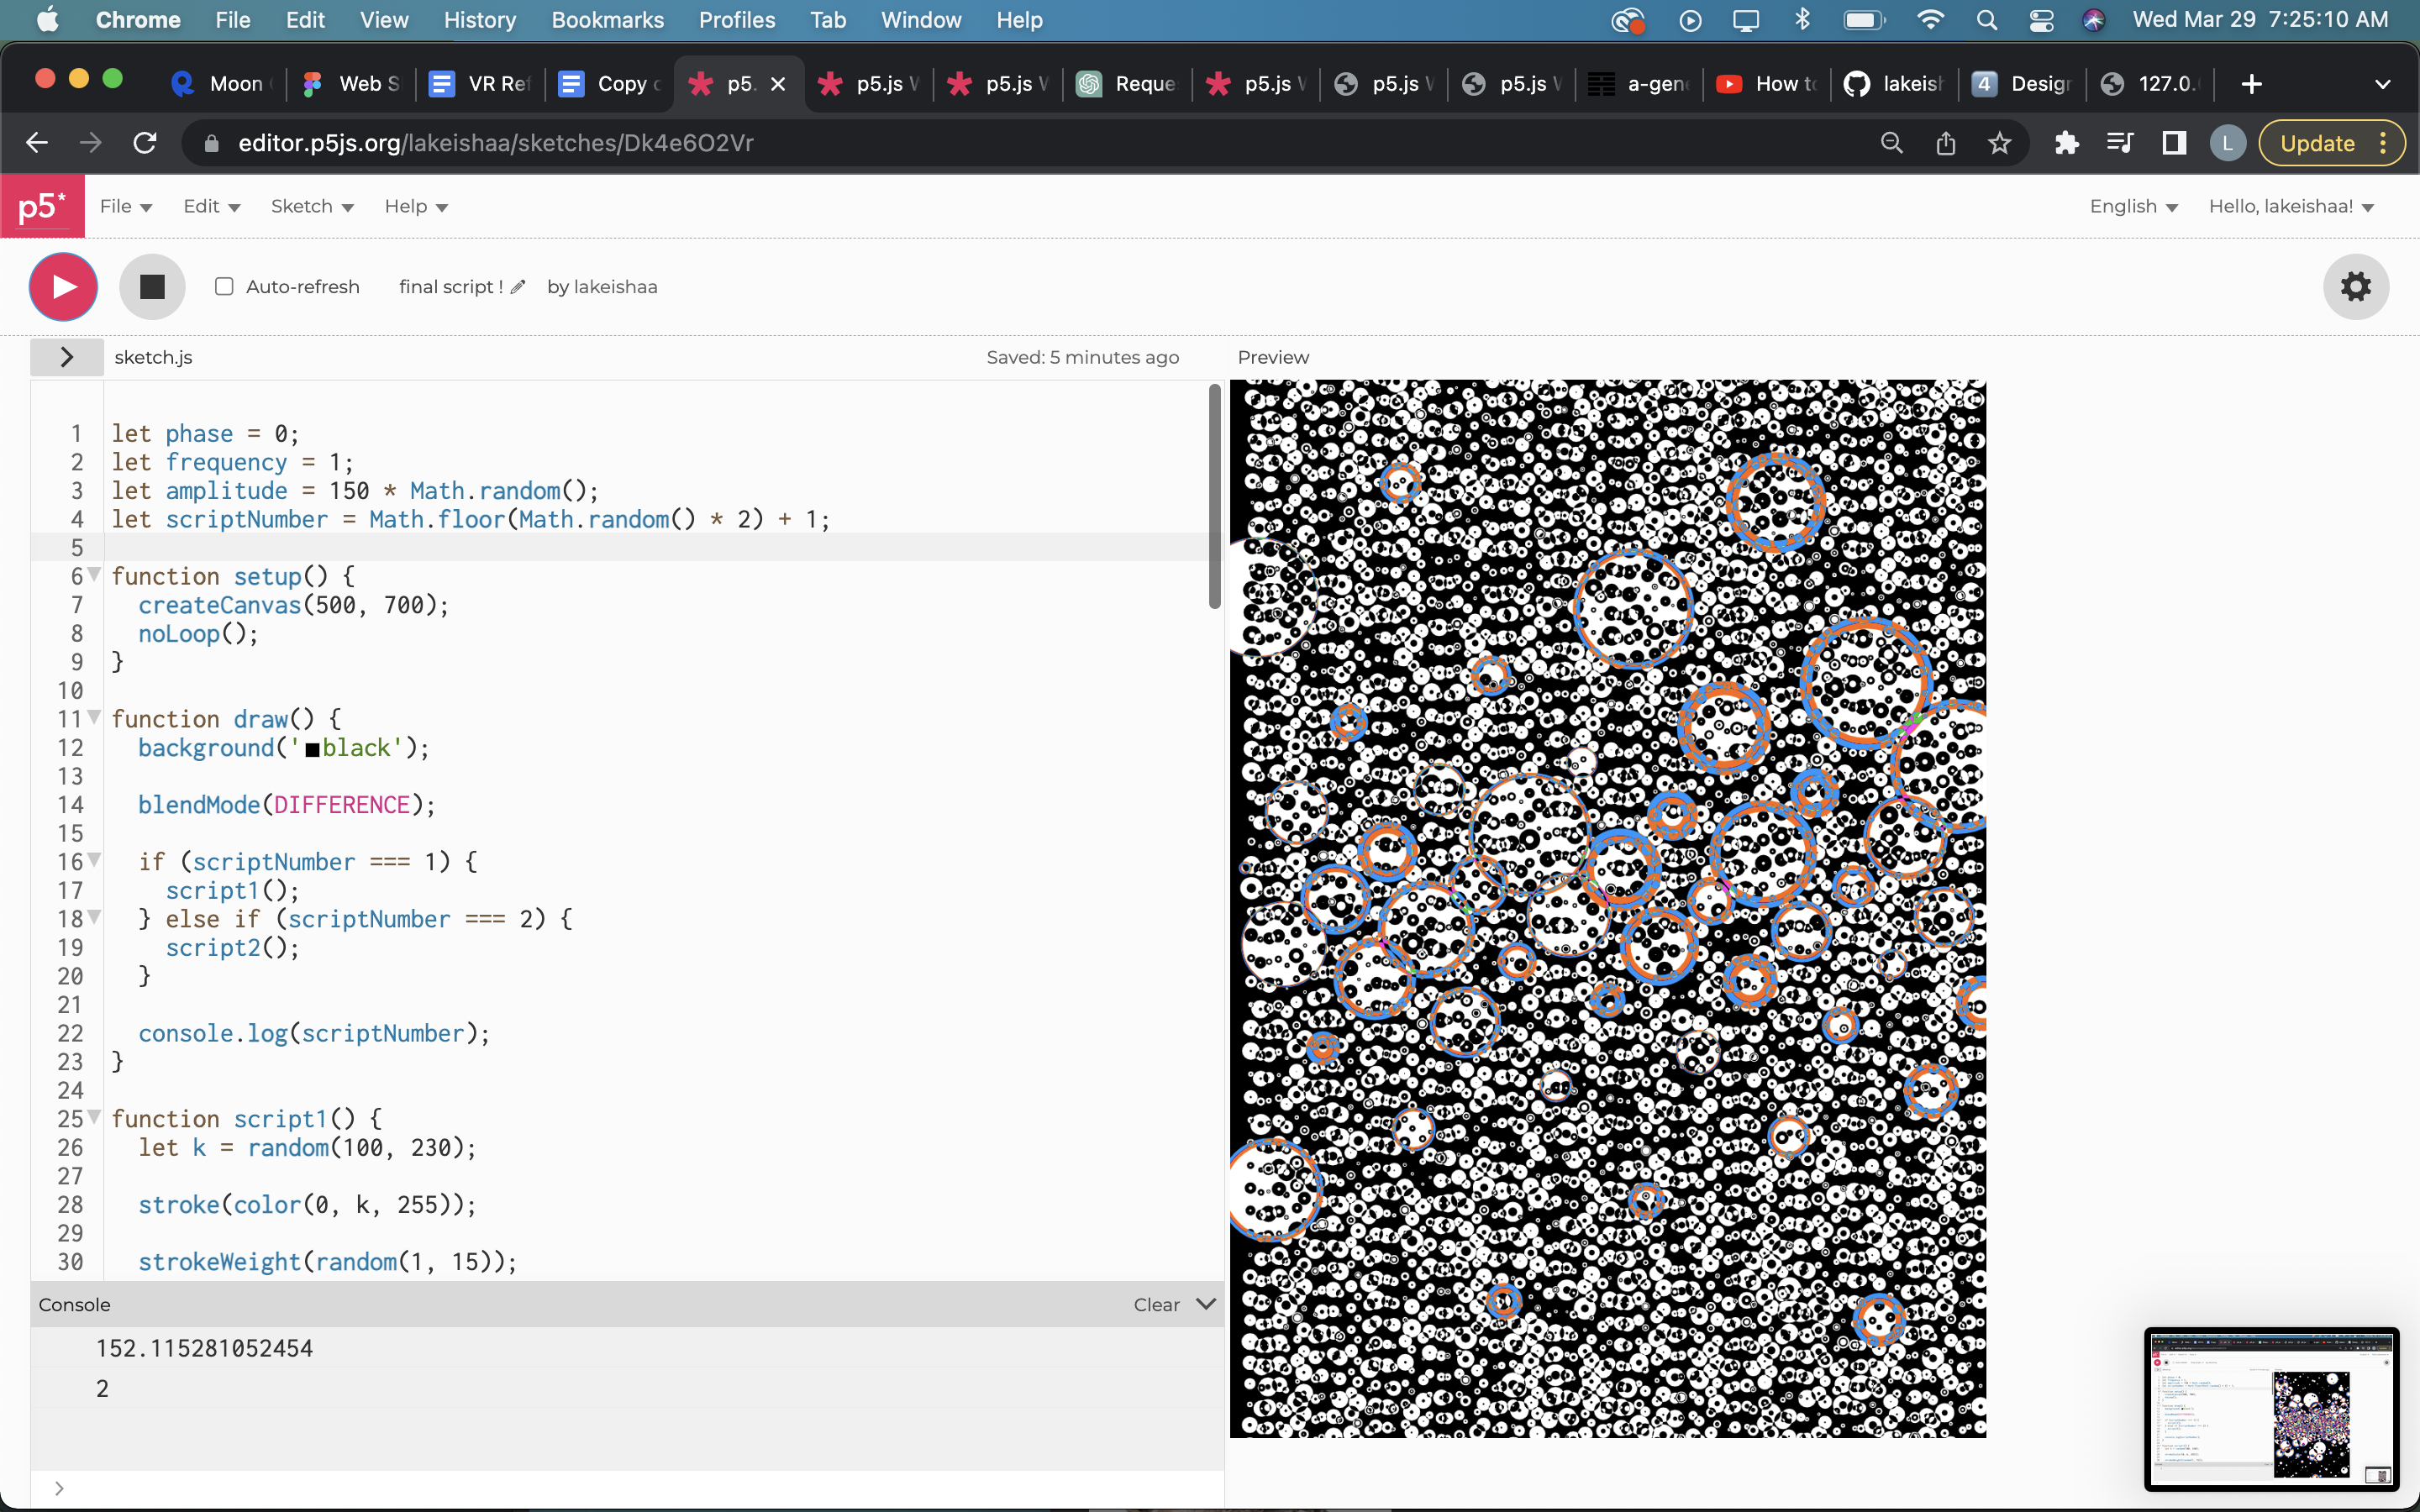 Chrome File Edit View History Bookmarks Profiles Tab Window Help Wed Mar 29 7:25:10 AM
Moon Web S VR Ref Copy p5. p5.js p5.js Reque p5.js p5.js p5.js a-gene How to lakeish Design 127.0.
editor.p5js.org/lakeishaa/sketches/Dk4e6O2Vr L Update
p5* File Edit Sketch Help English Hello, lakeishaa!
Auto-refresh final script ! by lakeishaa
sketch.js Saved: 5 minutes ago Preview
1 let phase = 0;
2 let frequency = 1;
3 let amplitude = 150 * Math.random();
4 let scriptNumber = Math.floor(Math.random() * 2) + 1;
5
6 function setup() {
7 createCanvas(500, 700);
8 noLoop();
9 }
10
11 function draw() {
12 background('black');
13
14 blendMode(DIFFERENCE);
15
16 if (scriptNumber === 1) {
17 script1();
18 } else if (scriptNumber === 2) {
19 script2();
20 }
21
22 console.log(scriptNumber);
23 }
24
25 function script1() {
26 let k = random(100, 230);
27
28 stroke(color(0, k, 255));
29
30 strokeWeight(random(1, 15));
Console Clear
152.115281052454
2